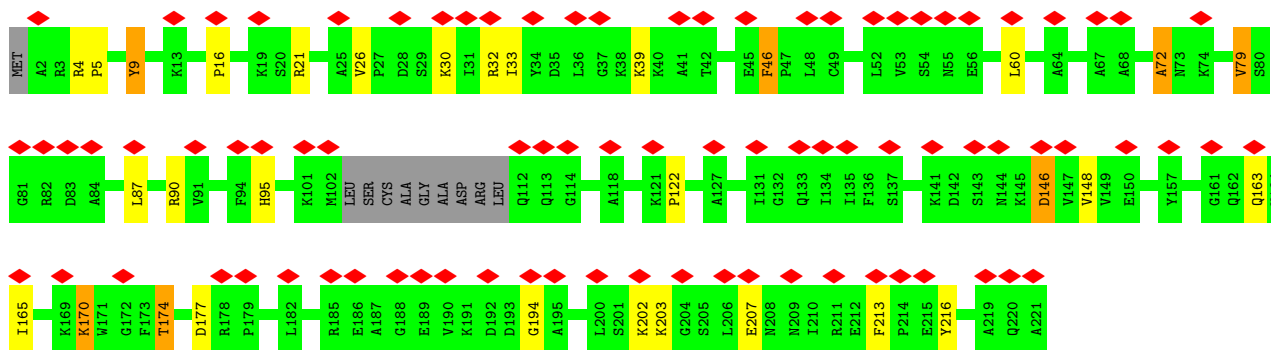 MET A2 R3 R4 P5 Y9 K13 P16 K19 S20 R21 A25 V26 P27 D28 S29 K30 I31 R32 I33 Y34 D35 L36 G37 K38 K39 K40 A41 T42 E45 F46 P47 L48 C49 L52 V53 S54 N55 E56 L60 A64 A67 A68 A72 N73 K74 V79 S80
G81 R82 D83 A84 L87 R90 V91 F94 H95 K101 M102 LEU SER CYS ALA GLY ALA ASP ARG LEU Q112 Q113 G114 A118 K121 P122 A127 I131 G132 Q133 I134 I135 F136 S137 K141 D142 S143 N144 K145 D146 V147 V148 V149 E150 Y157 G161 Q162 Q163
I165 K169 K170 W171 G172 F173 T174 D177 R178 P179 L182 R185 E186 A187 G188 E189 V190 K191 D192 D193 G194 A195 L200 S201 K202 K203 G204 S205 L206 E207 N208 N209 I210 R211 E212 F213 P214 E215 Y216 A219 Q220 A221